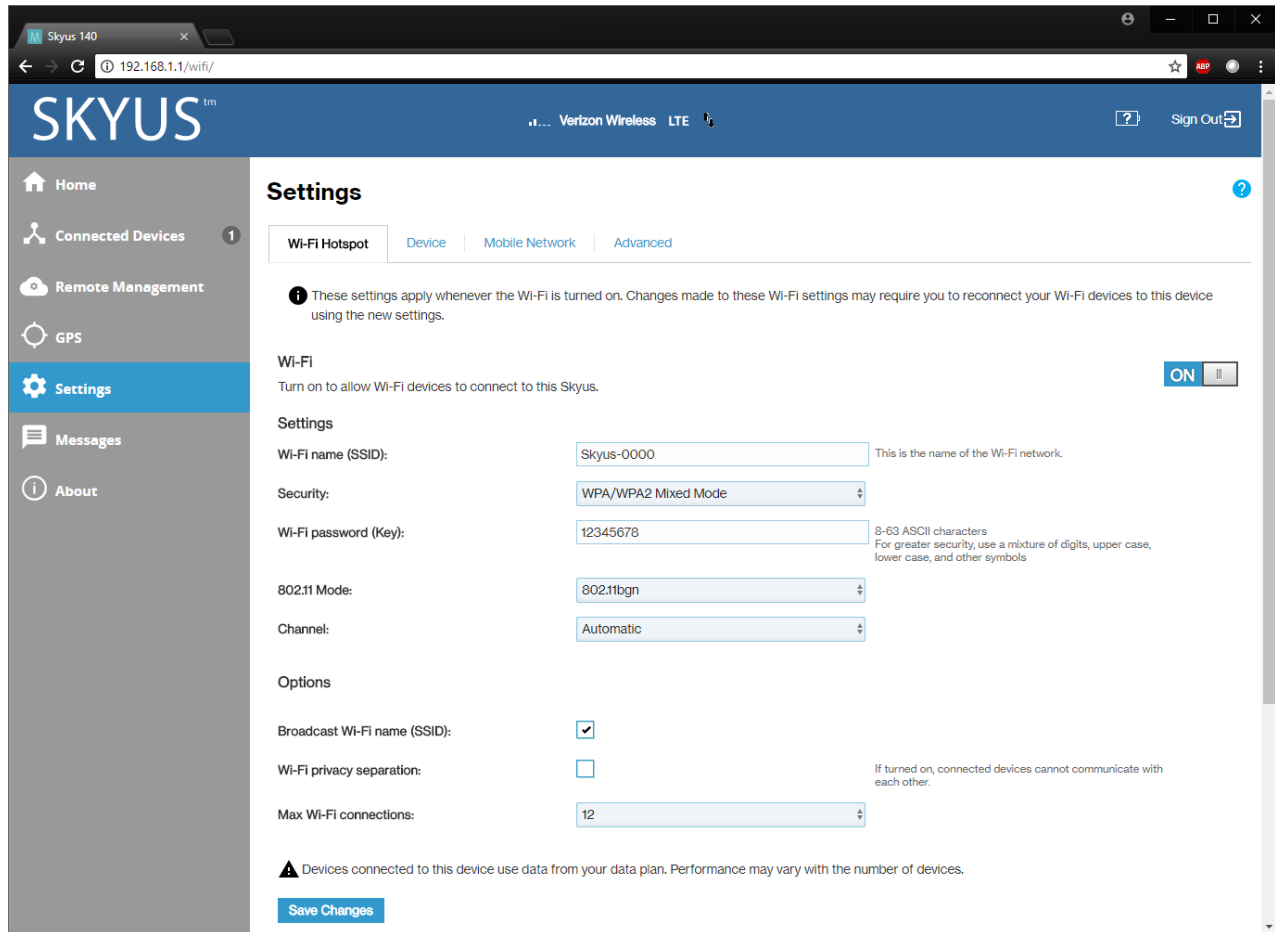 M Skyus 140
192.168.1.1/wifi/
ABP
SKYUS™
Verizon Wireless LTE
?
Sign Out
Home
Connected Devices 1
Remote Management
GPS
Settings
Messages
About
Settings
?
Wi-Fi Hotspot Device Mobile Network Advanced
These settings apply whenever the Wi-Fi is turned on. Changes made to these Wi-Fi settings may require you to reconnect your Wi-Fi devices to this device
using the new settings.
Wi-Fi
Turn on to allow Wi-Fi devices to connect to this Skyus.
ON
Settings
Wi-Fi name (SSID): Skyus-0000 This is the name of the Wi-Fi network.
Security: WPA/WPA2 Mixed Mode
Wi-Fi password (Key): 12345678 8-63 ASCII characters
For greater security, use a mixture of digits, upper case,
lower case, and other symbols
802.11 Mode: 802.11bgn
Channel: Automatic
Options
Broadcast Wi-Fi name (SSID):
Wi-Fi privacy separation: If turned on, connected devices cannot communicate with
each other.
Max Wi-Fi connections: 12
Devices connected to this device use data from your data plan. Performance may vary with the number of devices.
Save Changes